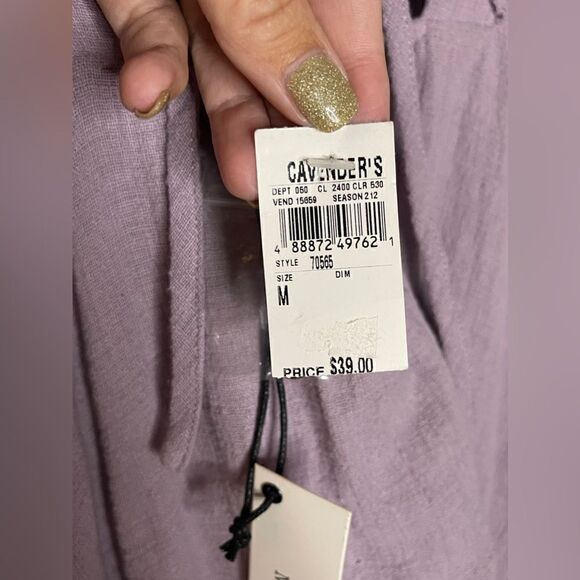 CAVENDER'S
DEPT 050 CL 2400 CLR 530
VEND 15659 SEASON 212
4 88872 49762 1
STYLE 70565
SIZE DIM
M
PRICE $39.00